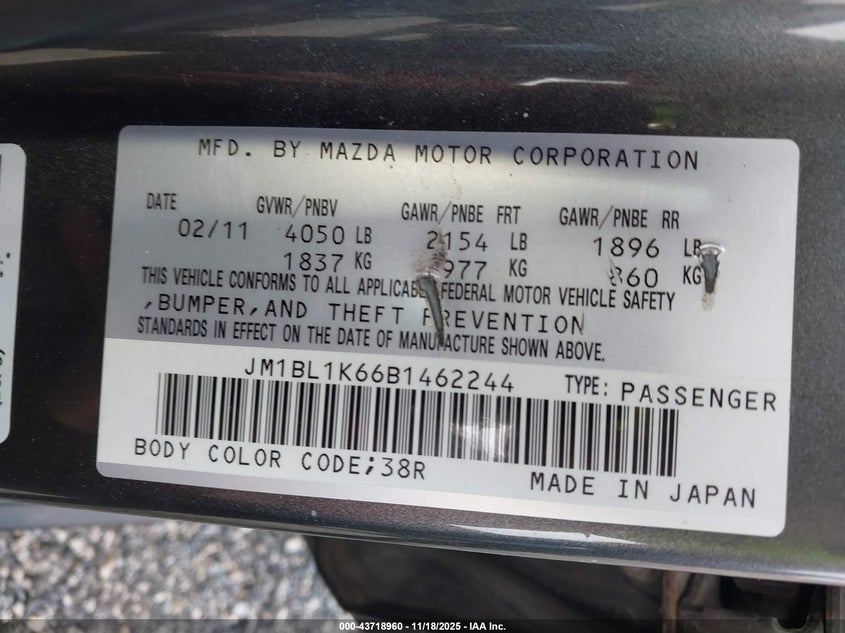 MFD. BY MAZDA MOTOR CORPORATION
DATE GVWR/PNBV GAWR/PNBE FRT GAWR/PNBE RR
02/11 4050 LB 2154 LB 1896 LB
1837 KG 977 KG 860 KG
THIS VEHICLE CONFORMS TO ALL APPLICABLE FEDERAL MOTOR VEHICLE SAFETY
,BUMPER,AND THEFT PREVENTION
STANDARDS IN EFFECT ON THE DATE OF MANUFACTURE SHOWN ABOVE.
JM1BL1K66B1462244 TYPE: PASSENGER
BODY COLOR CODE;38R
MADE IN JAPAN
000-43718960 - 11/18/2025 - IAA Inc.